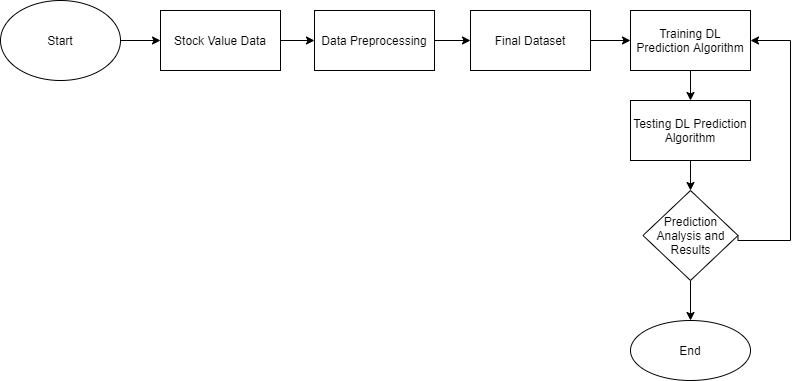 Start
Stock Value Data
Data Preprocessing
Final Dataset
Training DL
Prediction Algorithm
Testing DL Prediction
Algorithm
Prediction
Analysis and
Results
End